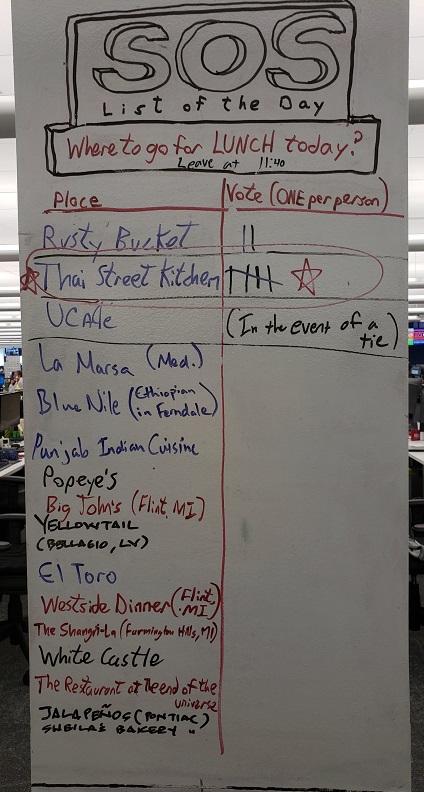 SOS
List of the Day
Where to go for LUNCH today?
Leave at 11:40
Place Vote (ONE per person)
Rusty Bucket ||
Thai Street Kitchen
UCafe (In the event of a tie)
La Marsa (Med.)
Blue Nile (Ethiopian in Ferndale)
Punjab Indian Cuisine
Popeye's
Big John's (Flint, MI)
YELLOWTAIL
(BELLAGIO, LV)
El Toro
Westside Dinner (Flint, MI)
The Shangri-La (Farmington Hills, MI)
White Castle
The Restaurant at the end of the universe
JALAPEÑOS (PONTIAC)
SHEILA'S BAKERY "